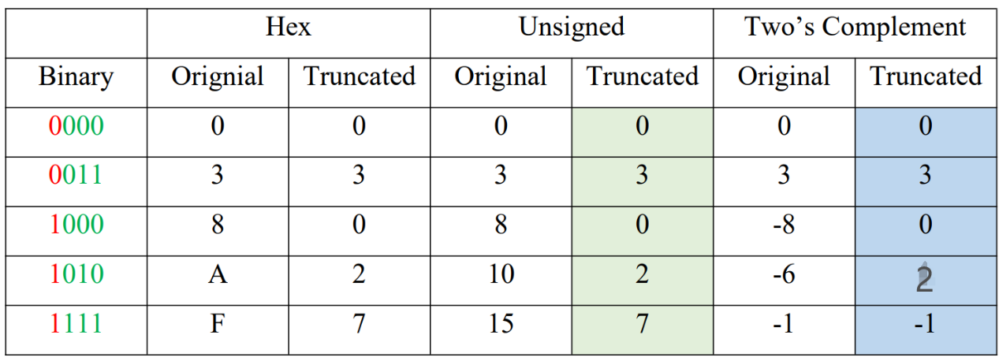 Hex Unsigned Two's Complement
Binary Orignial Truncated Original Truncated Original Truncated
0000 0 0 0 0 0 0
0011 3 3 3 3 3 3
1000 8 0 8 0 -8 0
1010 A 2 10 2 -6 2
1111 F 7 15 7 -1 -1